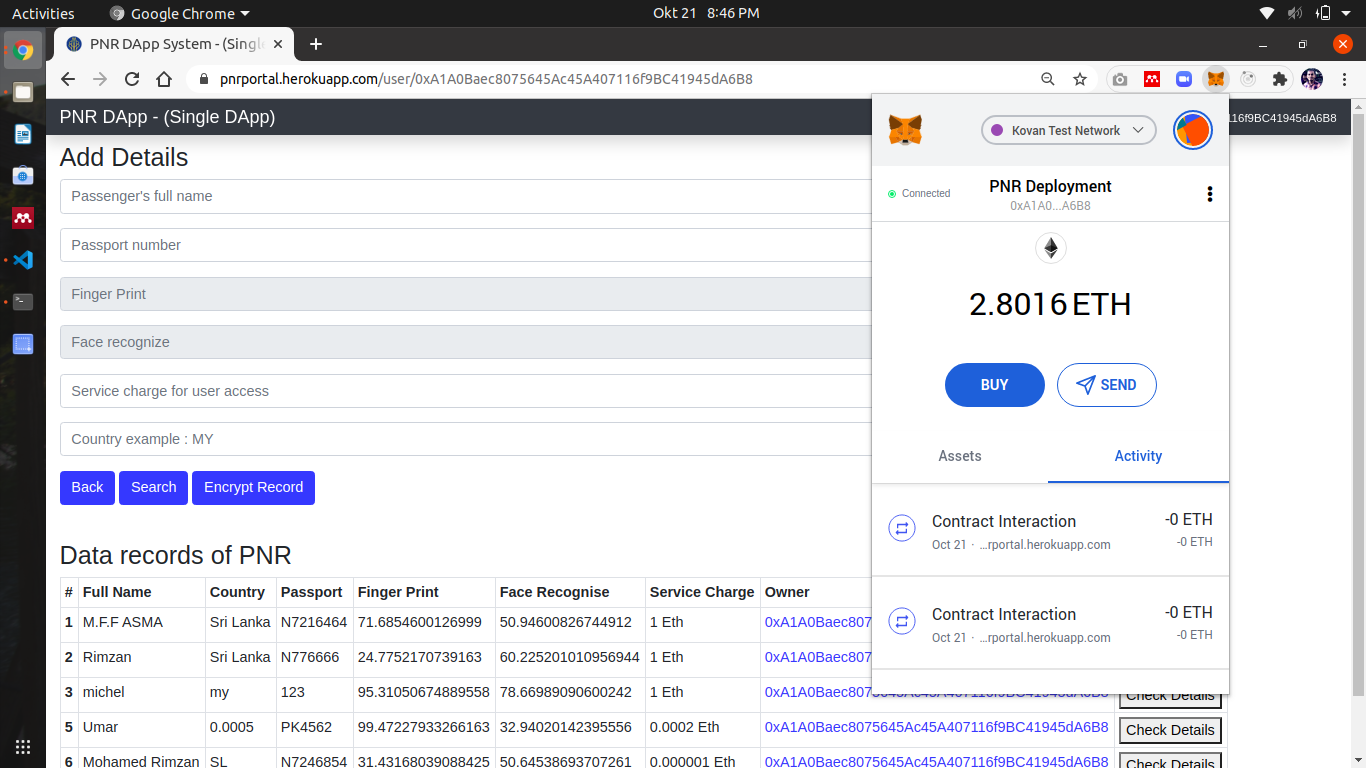 Activities Google Chrome Okt 21 8:46 PM
PNR DApp System - (Singl
pnrportal.herokuapp.com/user/0xA1A0Baec8075645Ac45A407116f9BC41945dA6B8
PNR DApp - (Single DApp) 116f9BC41945dA6B8
Add Details
Passenger's full name
Passport number
Finger Print
Face recognize
Service charge for user access
Country example : MY
Back Search Encrypt Record
Data records of PNR
# Full Name Country Passport Finger Print Face Recognise Service Charge Owner
1 M.F.F ASMA Sri Lanka N7216464 71.6854600126999 50.94600826744912 1 Eth 0xA1A0Baec807
2 Rimzan Sri Lanka N776666 24.7752170739163 60.225201010956944 1 Eth 0xA1A0Baec807
3 michel my 123 95.31050674889558 78.66989090600242 1 Eth 0xA1A0Baec8075645Ac45A407116f9BC41945dA6B8 Check Details
5 Umar 0.0005 PK4562 99.47227933266163 32.94020142395556 0.0002 Eth 0xA1A0Baec8075645Ac45A407116f9BC41945dA6B8 Check Details
6 Mohamed Rimzan SL N7246854 31.43168039088425 50.64538693707261 0.000001 Eth 0xA1A0Baec8075645Ac45A407116f9BC41945dA6B8 Check Details
Kovan Test Network
Connected
PNR Deployment
0xA1A0...A6B8
2.8016 ETH
BUY SEND
Assets Activity
Contract Interaction -0 ETH
Oct 21 · ...rportal.herokuapp.com -0 ETH
Contract Interaction -0 ETH
Oct 21 · ...rportal.herokuapp.com -0 ETH